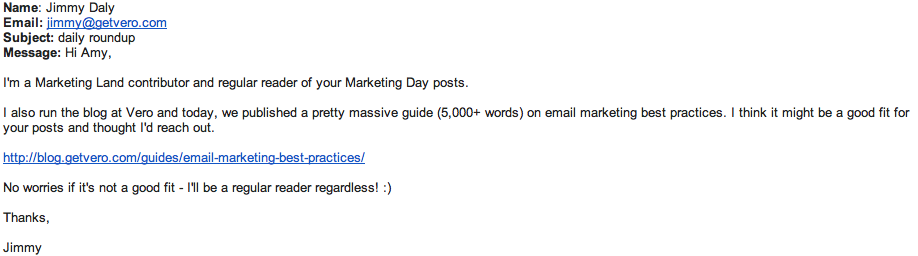 Name: Jimmy Daly
Email: jimmy@getvero.com
Subject: daily roundup
Message: Hi Amy,
I'm a Marketing Land contributor and regular reader of your Marketing Day posts.
I also run the blog at Vero and today, we published a pretty massive guide (5,000+ words) on email marketing best practices. I think it might be a good fit for
your posts and thought I'd reach out.
http://blog.getvero.com/guides/email-marketing-best-practices/
No worries if it's not a good fit - I'll be a regular reader regardless! :)
Thanks,
Jimmy